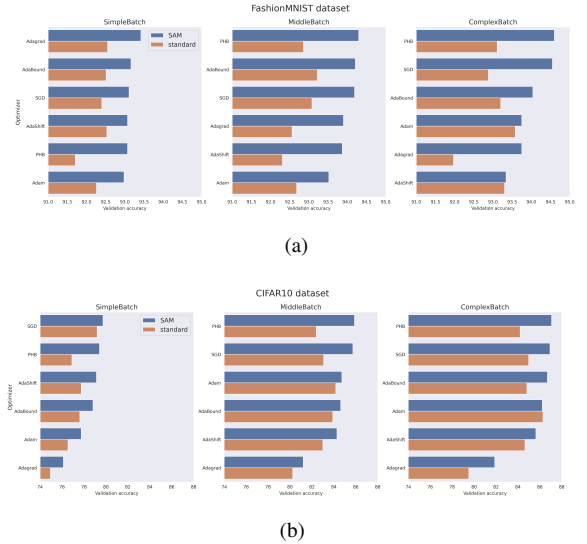 FashionMNIST dataset
SimpleBatch
MiddleBatch
ComplexBatch
SAM
standard
Optimizer
Adagrad
AdaBound
SGD
AdaShift
PHB
Adam
91.0 91.5 92.0 92.5 93.0 93.5 94.0 94.5 95.0
Validation accuracy
PHB
AdaBound
SGD
Adagrad
AdaShift
Adam
91.0 91.5 92.0 92.5 93.0 93.5 94.0 94.5 95.0
Validation accuracy
PHB
SGD
AdaBound
Adam
Adagrad
AdaShift
91.0 91.5 92.0 92.5 93.0 93.5 94.0 94.5 95.0
Validation accuracy
(a)
CIFAR10 dataset
SimpleBatch
MiddleBatch
ComplexBatch
SAM
standard
Optimizer
SGD
PHB
AdaShift
AdaBound
Adam
Adagrad
74 76 78 80 82 84 86 88
Validation accuracy
PHB
SGD
Adam
AdaBound
AdaShift
Adagrad
74 76 78 80 82 84 86 88
Validation accuracy
PHB
SGD
AdaBound
Adam
AdaShift
Adagrad
74 76 78 80 82 84 86 88
Validation accuracy
(b)